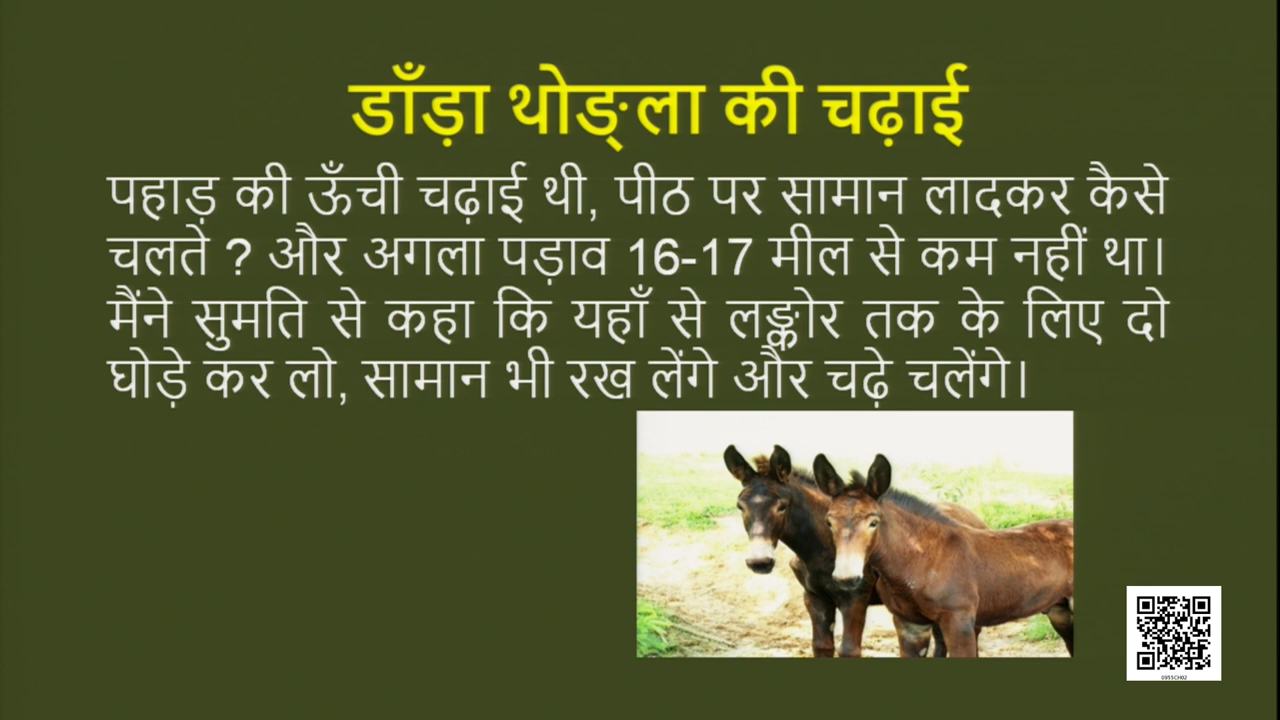 डाँड़ा थोङ्ला की चढ़ाई
पहाड़ की ऊँची चढ़ाई थी, पीठ पर सामान लादकर कैसे
चलते ? और अगला पड़ाव 16-17 मील से कम नहीं था।
मैंने सुमति से कहा कि यहाँ से लङ्कोर तक के लिए दो
घोड़े कर लो, सामान भी रख लेंगे और चढ़े चलेंगे।
0955CH02